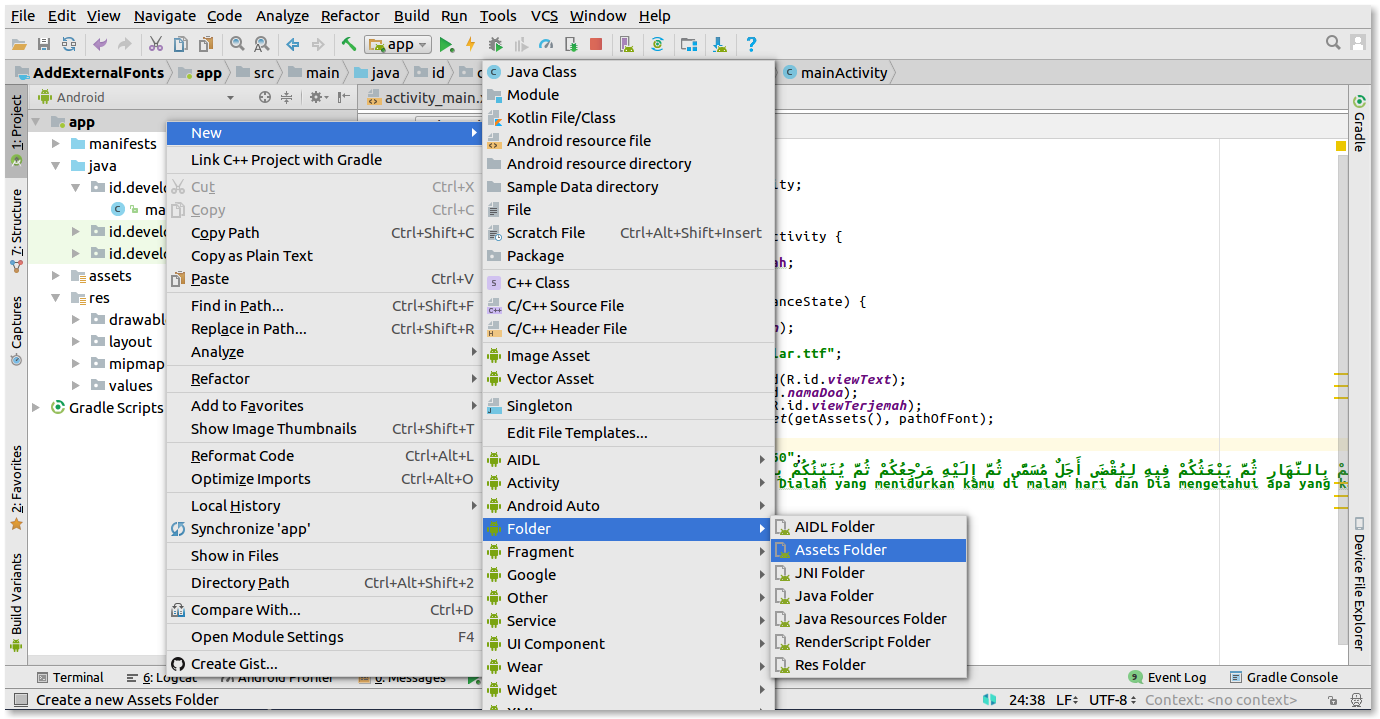 File Edit View Navigate Code Analyze Refactor Build Run Tools VCS Window Help
app
AddExternalFonts app src main java id mainActivity
Android
activity_main.x
1: Project
7: Structure
Captures
2: Favorites
Build Variants
app
manifests
java
id.develo
ma
id.develo
id.develo
assets
res
drawabl
layout
mipmap
values
Gradle Scripts
New
Link C++ Project with Gradle
Cut Ctrl+X
Copy Ctrl+C
Copy Path Ctrl+Shift+C
Copy as Plain Text
Paste Ctrl+V
Find in Path... Ctrl+Shift+F
Replace in Path... Ctrl+Shift+R
Analyze
Refactor
Add to Favorites
Show Image Thumbnails Ctrl+Shift+T
Reformat Code Ctrl+Alt+L
Optimize Imports Ctrl+Alt+O
Local History
Synchronize 'app'
Show in Files
Directory Path Ctrl+Alt+Shift+2
Compare With... Ctrl+D
Open Module Settings F4
Create Gist...
Java Class
Module
Kotlin File/Class
Android resource file
Android resource directory
Sample Data directory
File
Scratch File Ctrl+Alt+Shift+Insert
Package
C++ Class
C/C++ Source File
C/C++ Header File
Image Asset
Vector Asset
Singleton
Edit File Templates...
AIDL
Activity
Android Auto
Folder
Fragment
Google
Other
Service
UI Component
Wear
Widget
AIDL Folder
Assets Folder
JNI Folder
Java Folder
Java Resources Folder
RenderScript Folder
Res Folder
ity;
ctivity {
ah;
anceState) {
);
lar.ttf";
d(R.id.viewText);
d.namaDoa);
R.id.viewTerjemah);
et(getAssets(), pathOfFont);
60";
بِالنَّهَارِ ثُمَّ يَبْعَثُكُمْ فِيهِ لِيُقْضَى أَجَلٌ مُسَمًّى ثُمَّ إِلَيْهِ مَرْجِعُكُمْ ثُمَّ يُنَبِّئُكُمْ
Dialah yang menidurkan kamu di malam hari dan Dia mengetahui apa yang k
Gradle
Device File Explorer
Terminal 6: Logcat Android Profiler 0: Messages 9 Event Log Gradle Console
Create a new Assets Folder 24:38 LF UTF-8 Context: <no context>